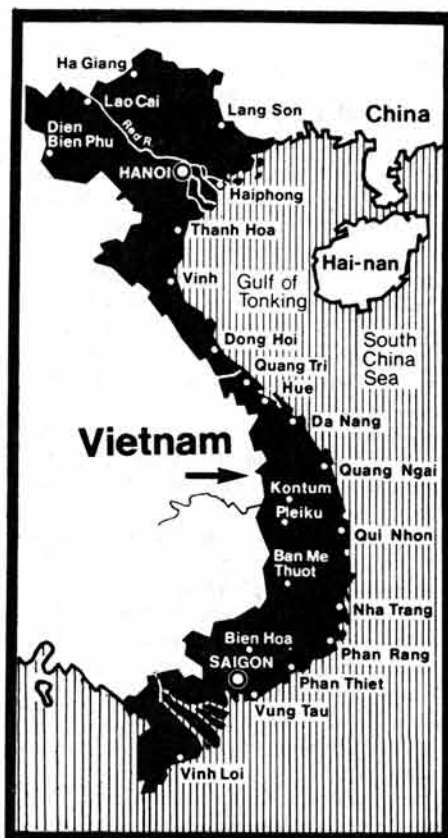 Ha Giang
Lao Cai
Lang Son
China
Dien
Bien Phu
Red R
HANOI
Haiphong
Thanh Hoa
Hai-nan
Vinh
Gulf of
Tonking
Dong Hoi
South
China
Sea
Quang Tri
Hue
Da Nang
Vietnam
Quang Ngai
Kontum
Pleiku
Qui Nhon
Ban Me
Thuot
Nha Trang
Bien Hoa
Phan Rang
SAIGON
Phan Thiet
Vung Tau
Vinh Loi